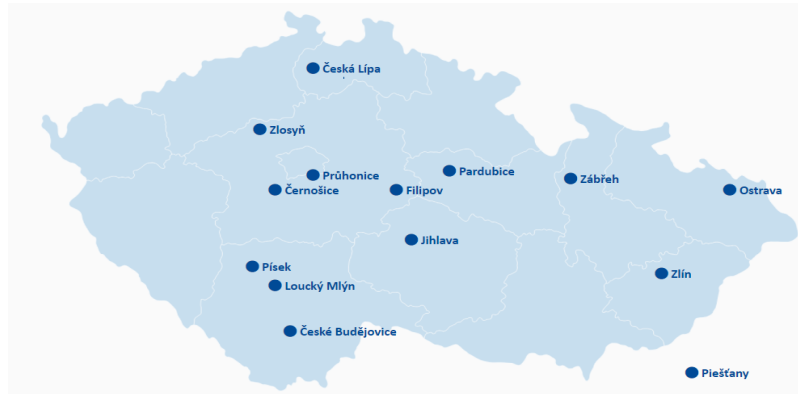 Česká Lípa
Zlosyň
Pardubice
Průhonice
Zábřeh
Černošice
Filipov
Ostrava
Jihlava
Písek
Zlín
Loucký Mlýn
České Budějovice
Piešťany